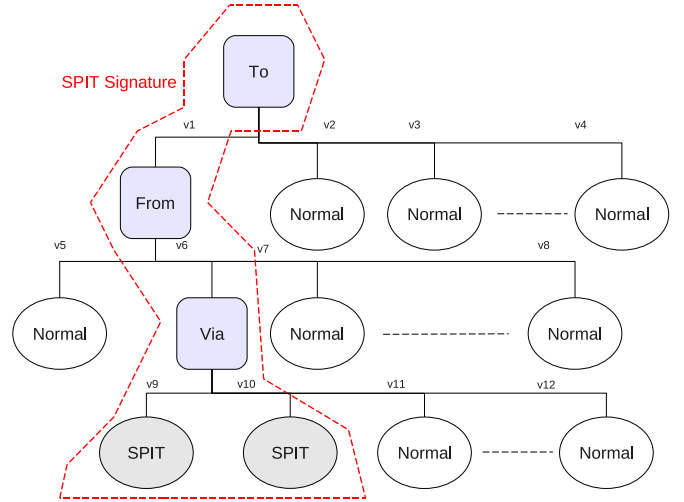 To
SPIT Signature
v1
v2
v3
v4
From
Normal
Normal
Normal
v5
v6
v7
v8
Normal
Via
Normal
Normal
v9
v10
v11
v12
SPIT
SPIT
Normal
Normal